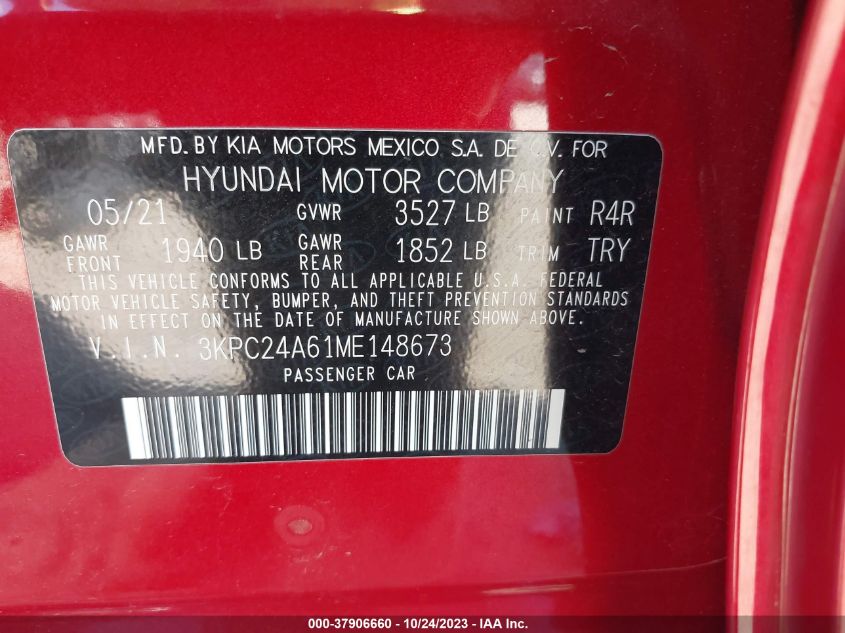 MFD. BY KIA MOTORS MEXICO S.A. DE C.V. FOR
HYUNDAI MOTOR COMPANY
05/21 GVWR 3527 LB PAINT R4R
GAWR FRONT 1940 LB GAWR REAR 1852 LB TRIM TRY
THIS VEHICLE CONFORMS TO ALL APPLICABLE U.S.A. FEDERAL
MOTOR VEHICLE SAFETY, BUMPER, AND THEFT PREVENTION STANDARDS
IN EFFECT ON THE DATE OF MANUFACTURE SHOWN ABOVE.
V.I.N. 3KPC24A61ME148673
PASSENGER CAR
000-37906660 - 10/24/2023 - IAA Inc.